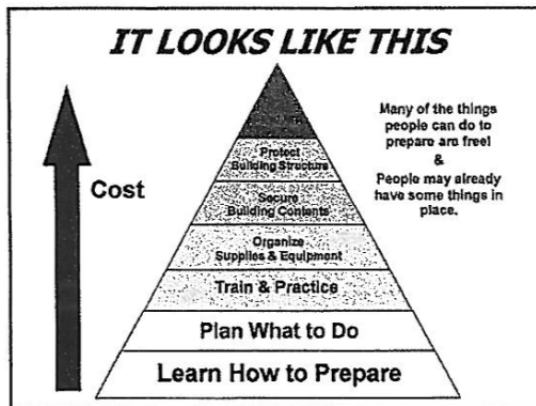 IT LOOKS LIKE THIS
Many of the things
people can do to
prepare are free!
&
People may already
have some things in
place.
Cost
Protect
Building Structure
Secure
Building Contents
Organize
Supplies & Equipment
Train & Practice
Plan What to Do
Learn How to Prepare